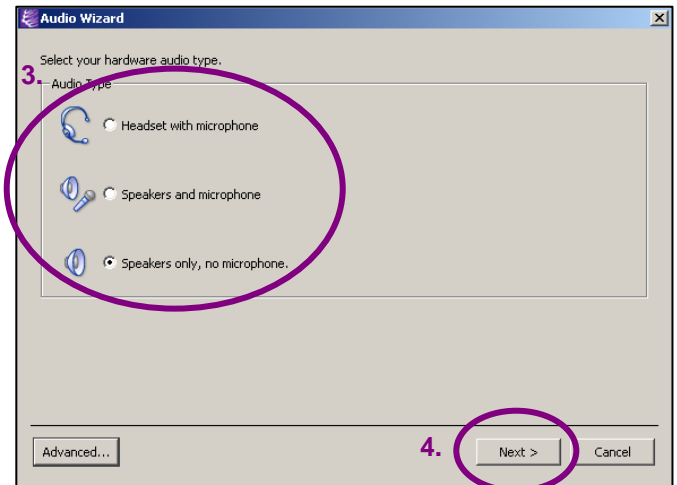 Audio Wizard
Select your hardware audio type.
3.
Audio Type
Headset with microphone
Speakers and microphone
Speakers only, no microphone.
4.
Advanced...
Next >
Cancel